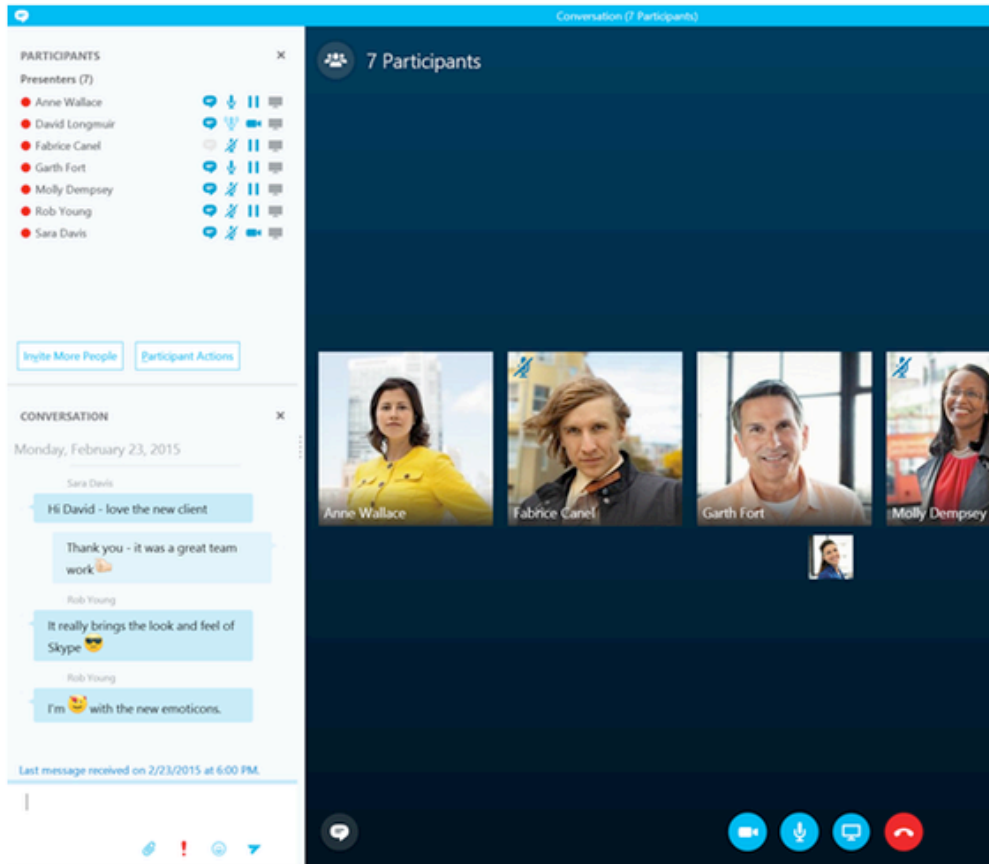 Conversation (7 Participants)
PARTICIPANTS
Presenters (7)
Anne Wallace
David Longmuir
Fabrice Canel
Garth Fort
Molly Dempsey
Rob Young
Sara Davis
Invite More People
Participant Actions
CONVERSATION
Monday, February 23, 2015
Sara Davis
Hi David - love the new client
Thank you - it was a great team
work
Rob Young
It really brings the look and feel of
Skype
Rob Young
I'm with the new emoticons.
Last message received on 2/23/2015 at 6:00 PM.
7 Participants
Anne Wallace
Fabrice Canel
Garth Fort
Molly Dempsey